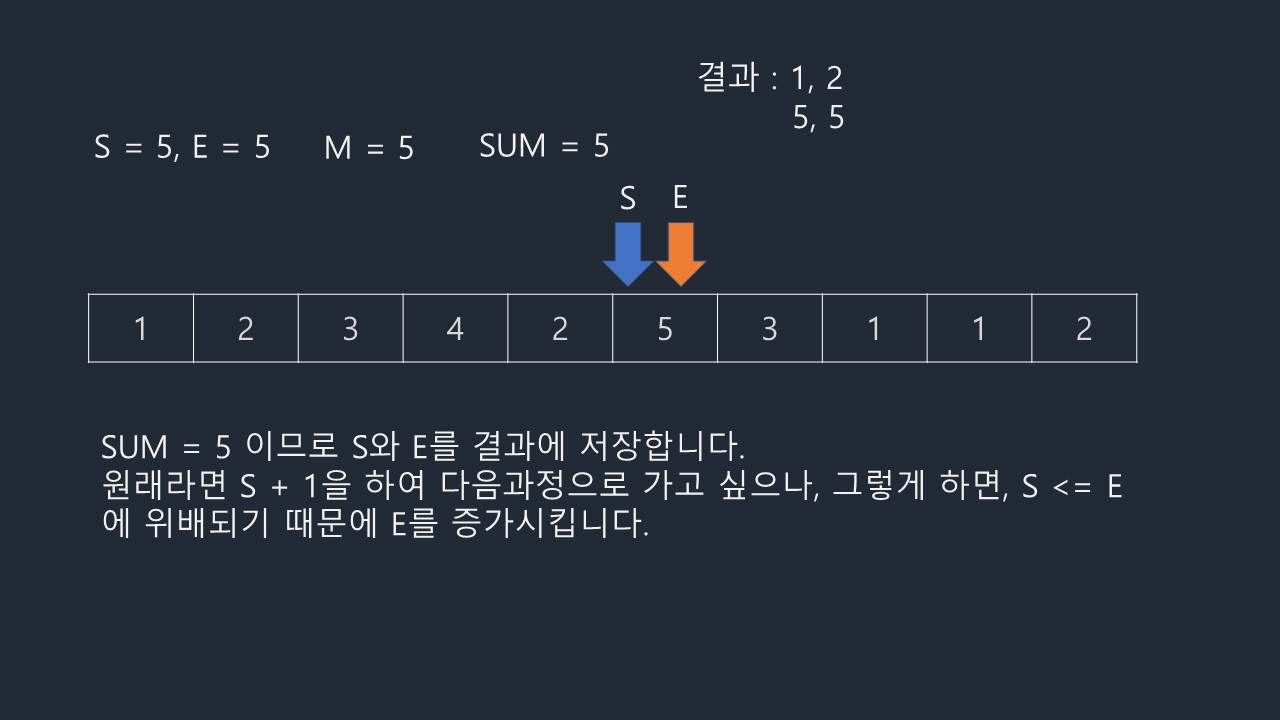 결과 : 1, 2
5, 5
S = 5, E = 5 M = 5 SUM = 5
S E
1 2 3 4 2 5 3 1 1 2
SUM = 5 이므로 S와 E를 결과에 저장합니다.
원래라면 S + 1을 하여 다음과정으로 가고 싶으나, 그렇게 하면, S <= E
에 위배되기 때문에 E를 증가시킵니다.